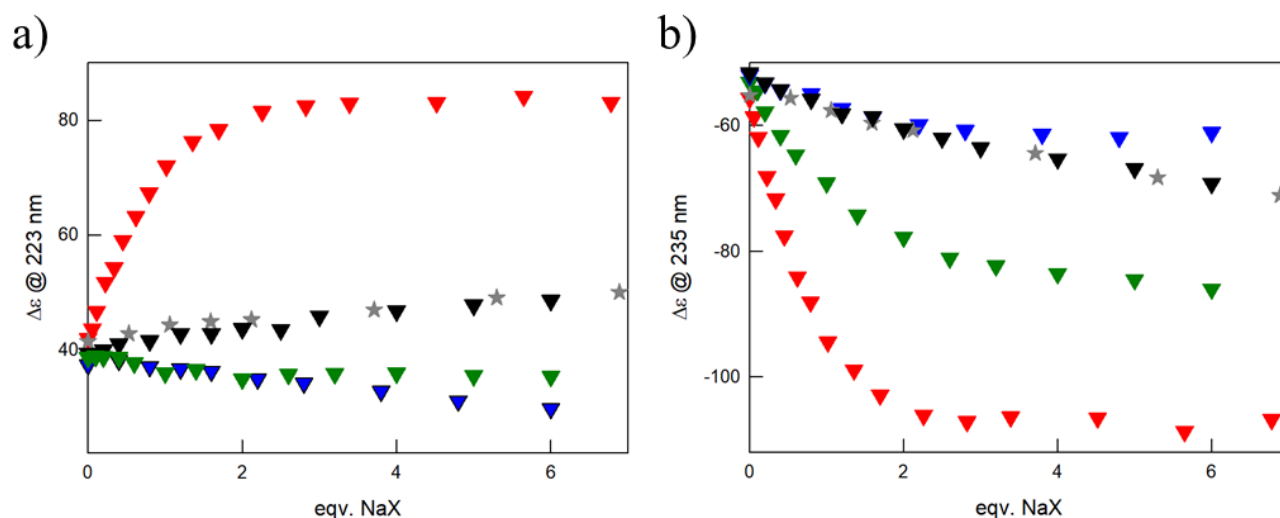 a)
b)
80
60
40
Δε @ 223 nm
0
2
4
6
eqv. NaX
-60
-80
-100
Δε @ 235 nm
0
2
4
6
eqv. NaX